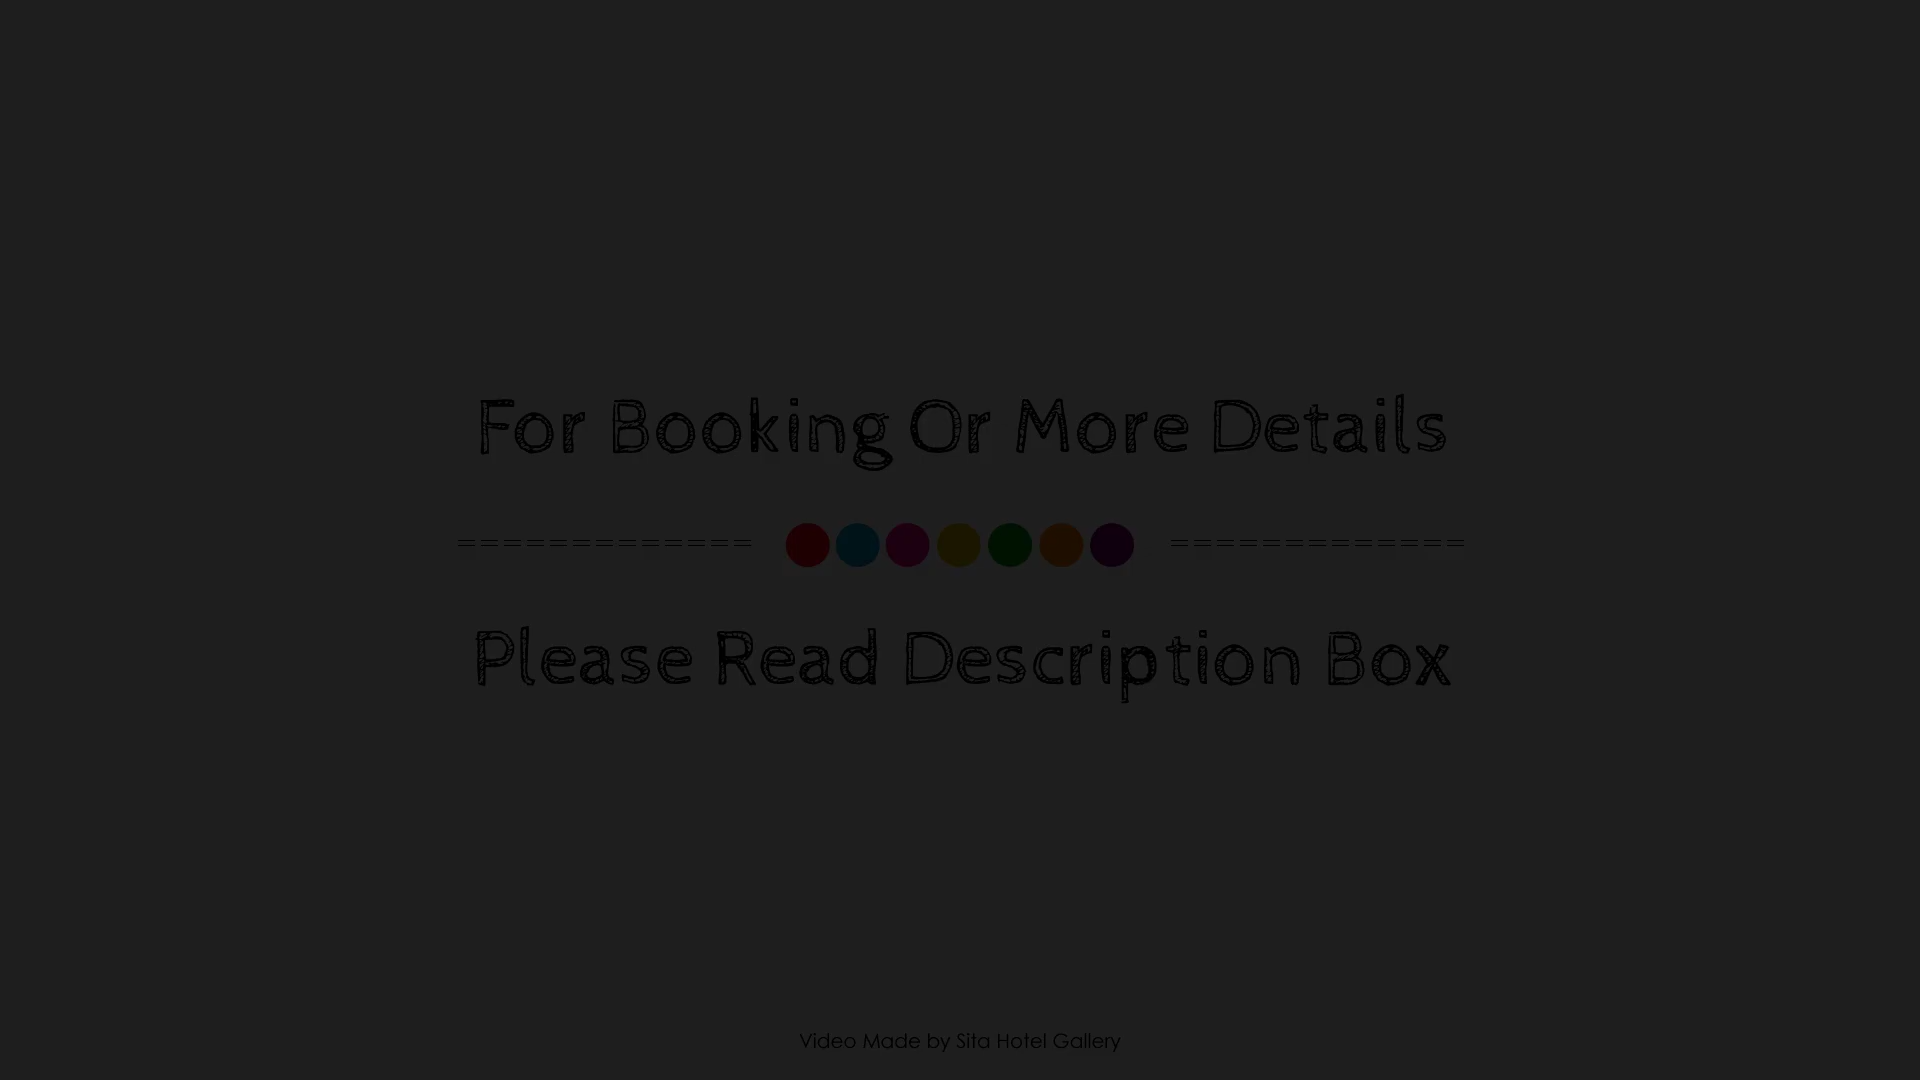 For Booking Or More Details
============= =============
Please Read Description Box
Video Made by Sita Hotel Gallery